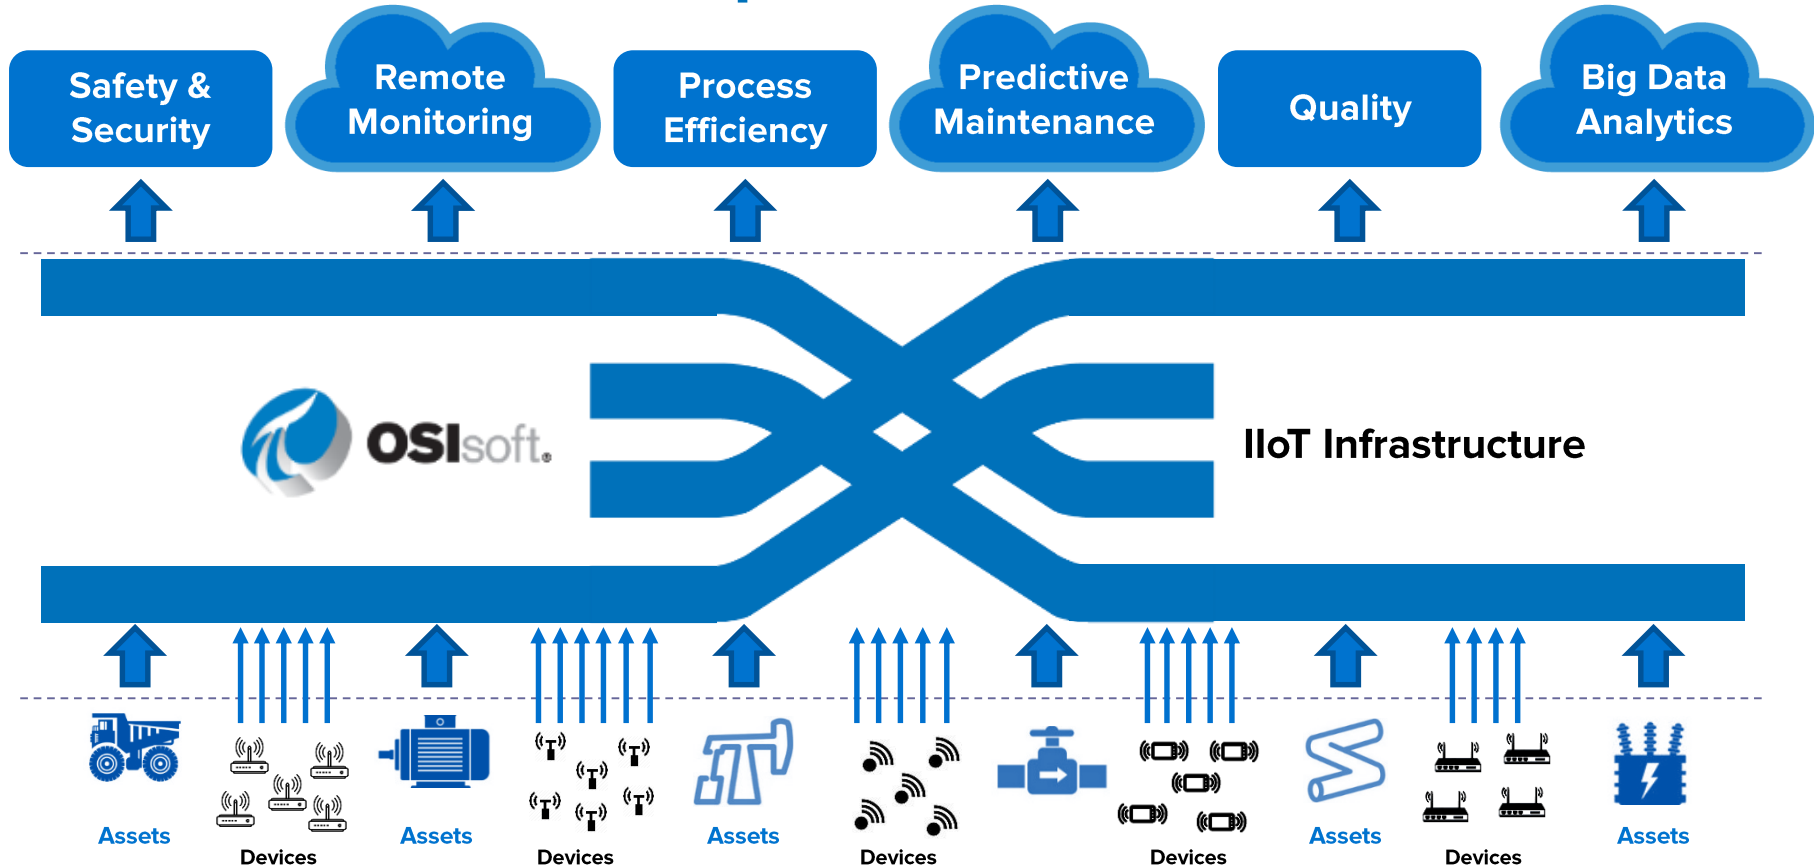 Safety &
Security
Remote
Monitoring
Process
Efficiency
Predictive
Maintenance
Quality
Big Data
Analytics
OSIsoft®
IIoT Infrastructure
Assets
Devices
Assets
Devices
Assets
Devices
Assets
Devices
Assets
Devices
Assets